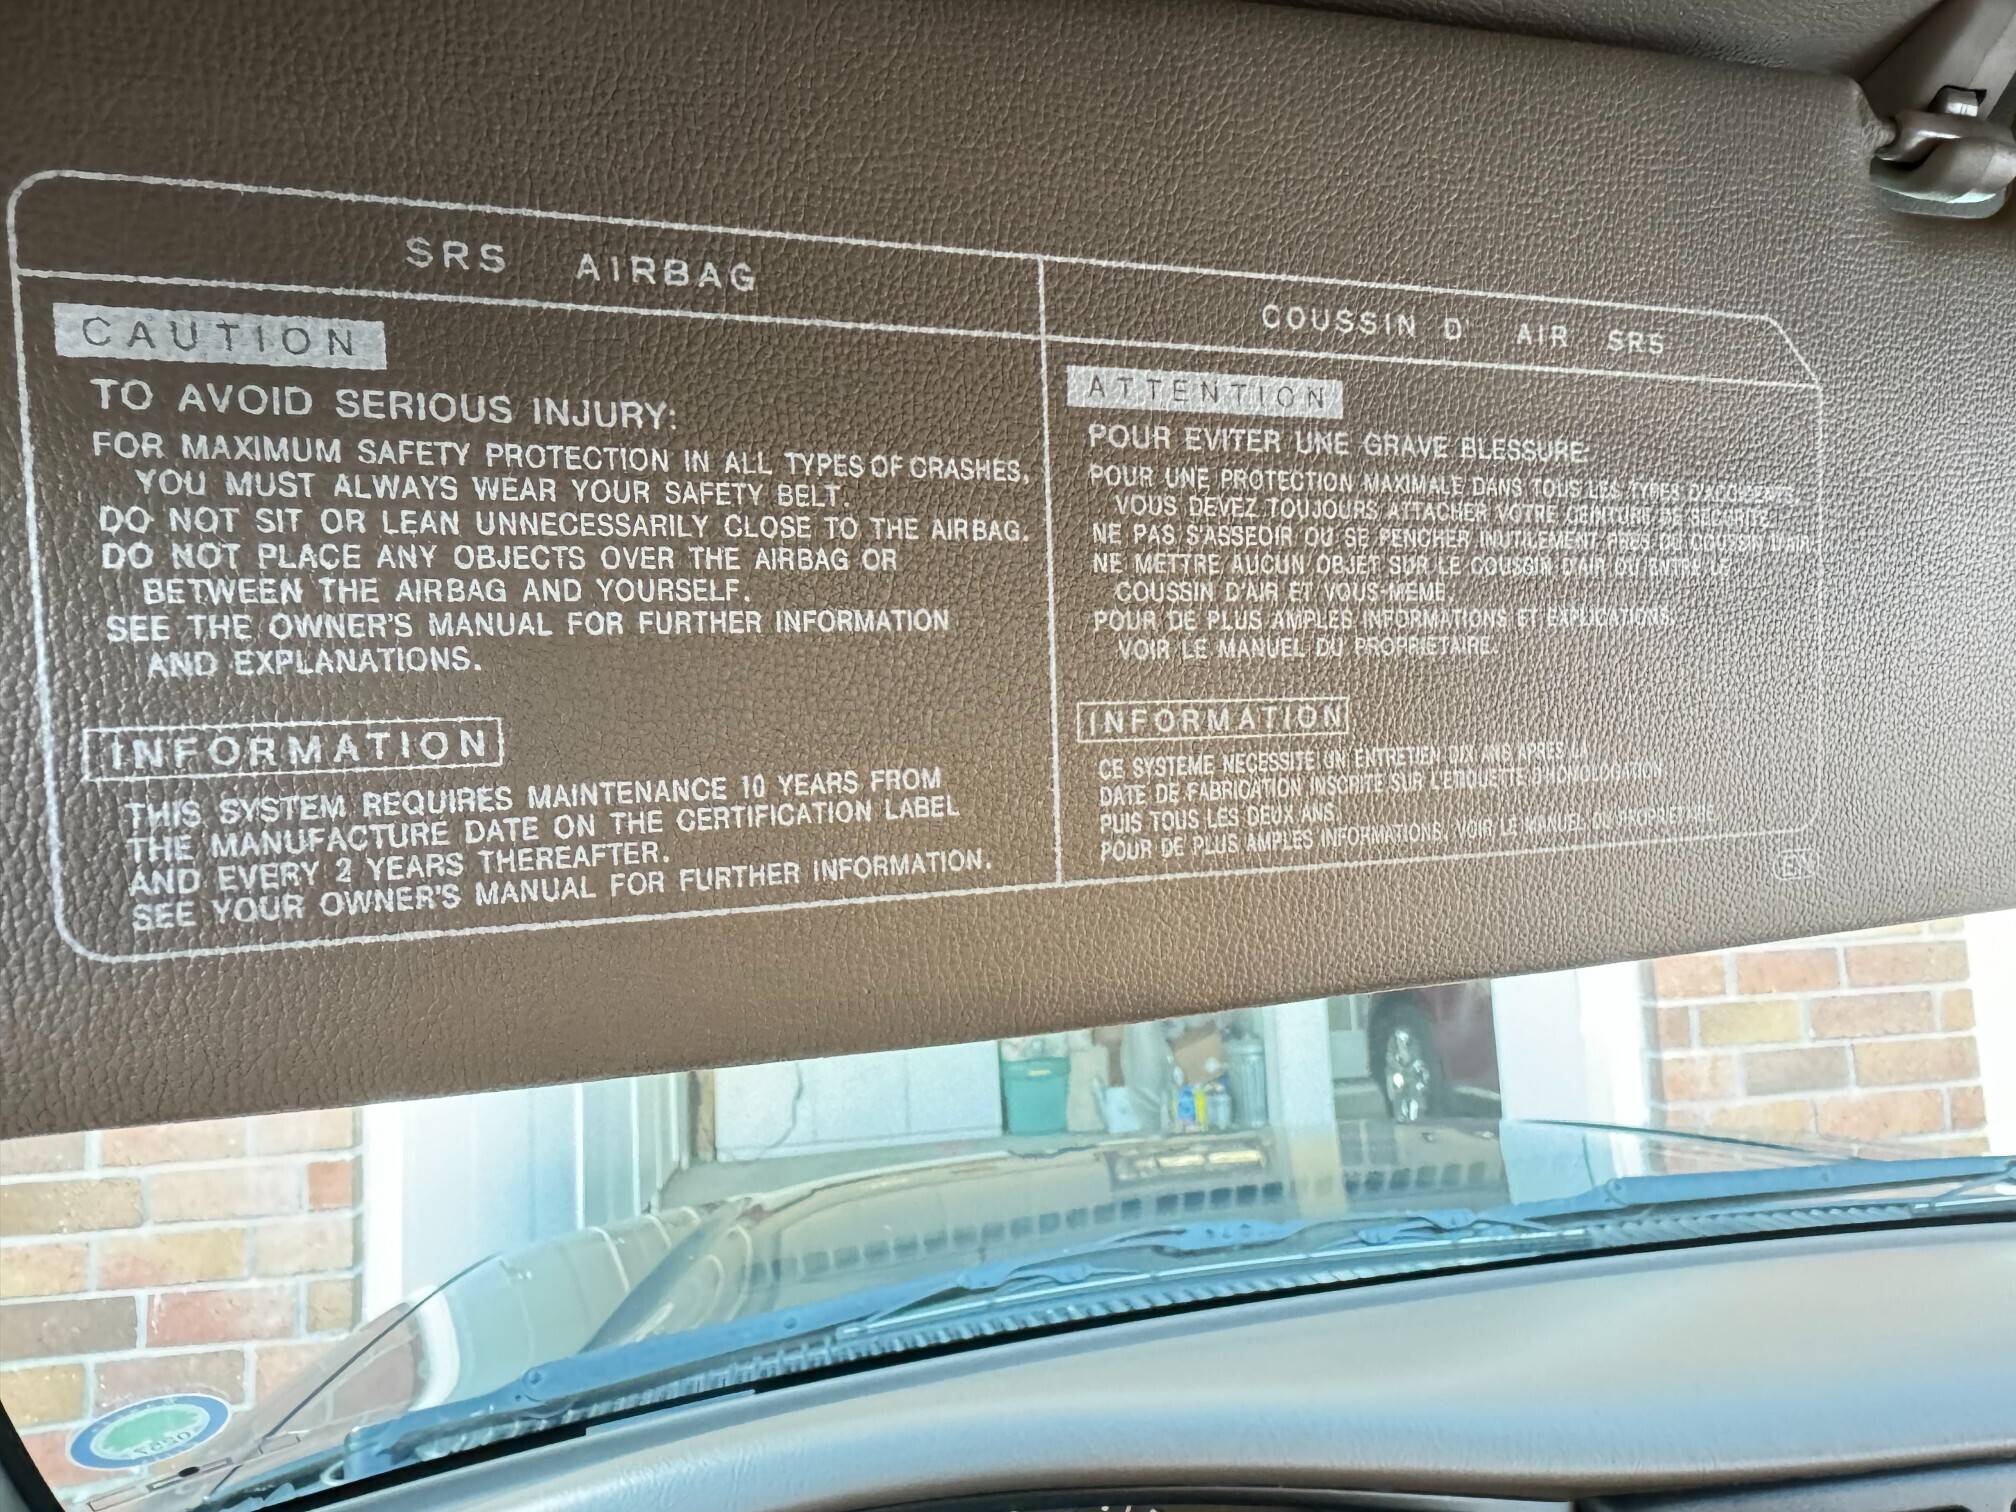 SRS AIRBAG
CAUTION
TO AVOID SERIOUS INJURY:
FOR MAXIMUM SAFETY PROTECTION IN ALL TYPES OF CRASHES,
YOU MUST ALWAYS WEAR YOUR SAFETY BELT.
DO NOT SIT OR LEAN UNNECESSARILY CLOSE TO THE AIRBAG.
DO NOT PLACE ANY OBJECTS OVER THE AIRBAG OR
BETWEEN THE AIRBAG AND YOURSELF.
SEE THE OWNER'S MANUAL FOR FURTHER INFORMATION
AND EXPLANATIONS.
INFORMATION
THIS SYSTEM REQUIRES MAINTENANCE 10 YEARS FROM
THE MANUFACTURE DATE ON THE CERTIFICATION LABEL
AND EVERY 2 YEARS THEREAFTER.
SEE YOUR OWNER'S MANUAL FOR FURTHER INFORMATION.
COUSSIN D' AIR SRS
ATTENTION
POUR EVITER UNE GRAVE BLESSURE:
POUR UNE PROTECTION MAXIMALE DANS TOUS LES TYPES D'ACCIDENTS,
VOUS DEVEZ TOUJOURS ATTACHER VOTRE CEINTURE DE SECURITE.
NE PAS S'ASSEOIR OU SE PENCHER INUTILEMENT PRES DU COUSSIN D'AIR.
NE METTRE AUCUN OBJET SUR LE COUSSIN D'AIR OU ENTRE LE
COUSSIN D'AIR ET VOUS-MEME.
POUR DE PLUS AMPLES INFORMATIONS ET EXPLICATIONS,
VOIR LE MANUEL DU PROPRIETAIRE.
INFORMATION
CE SYSTEME NECESSITE UN ENTRETIEN DIX ANS APRES LA
DATE DE FABRICATION INSCRITE SUR L'ETIQUETTE D'HOMOLOGATION
PUIS TOUS LES DEUX ANS.
POUR DE PLUS AMPLES INFORMATIONS, VOIR LE MANUEL DU PROPRIETAIRE.